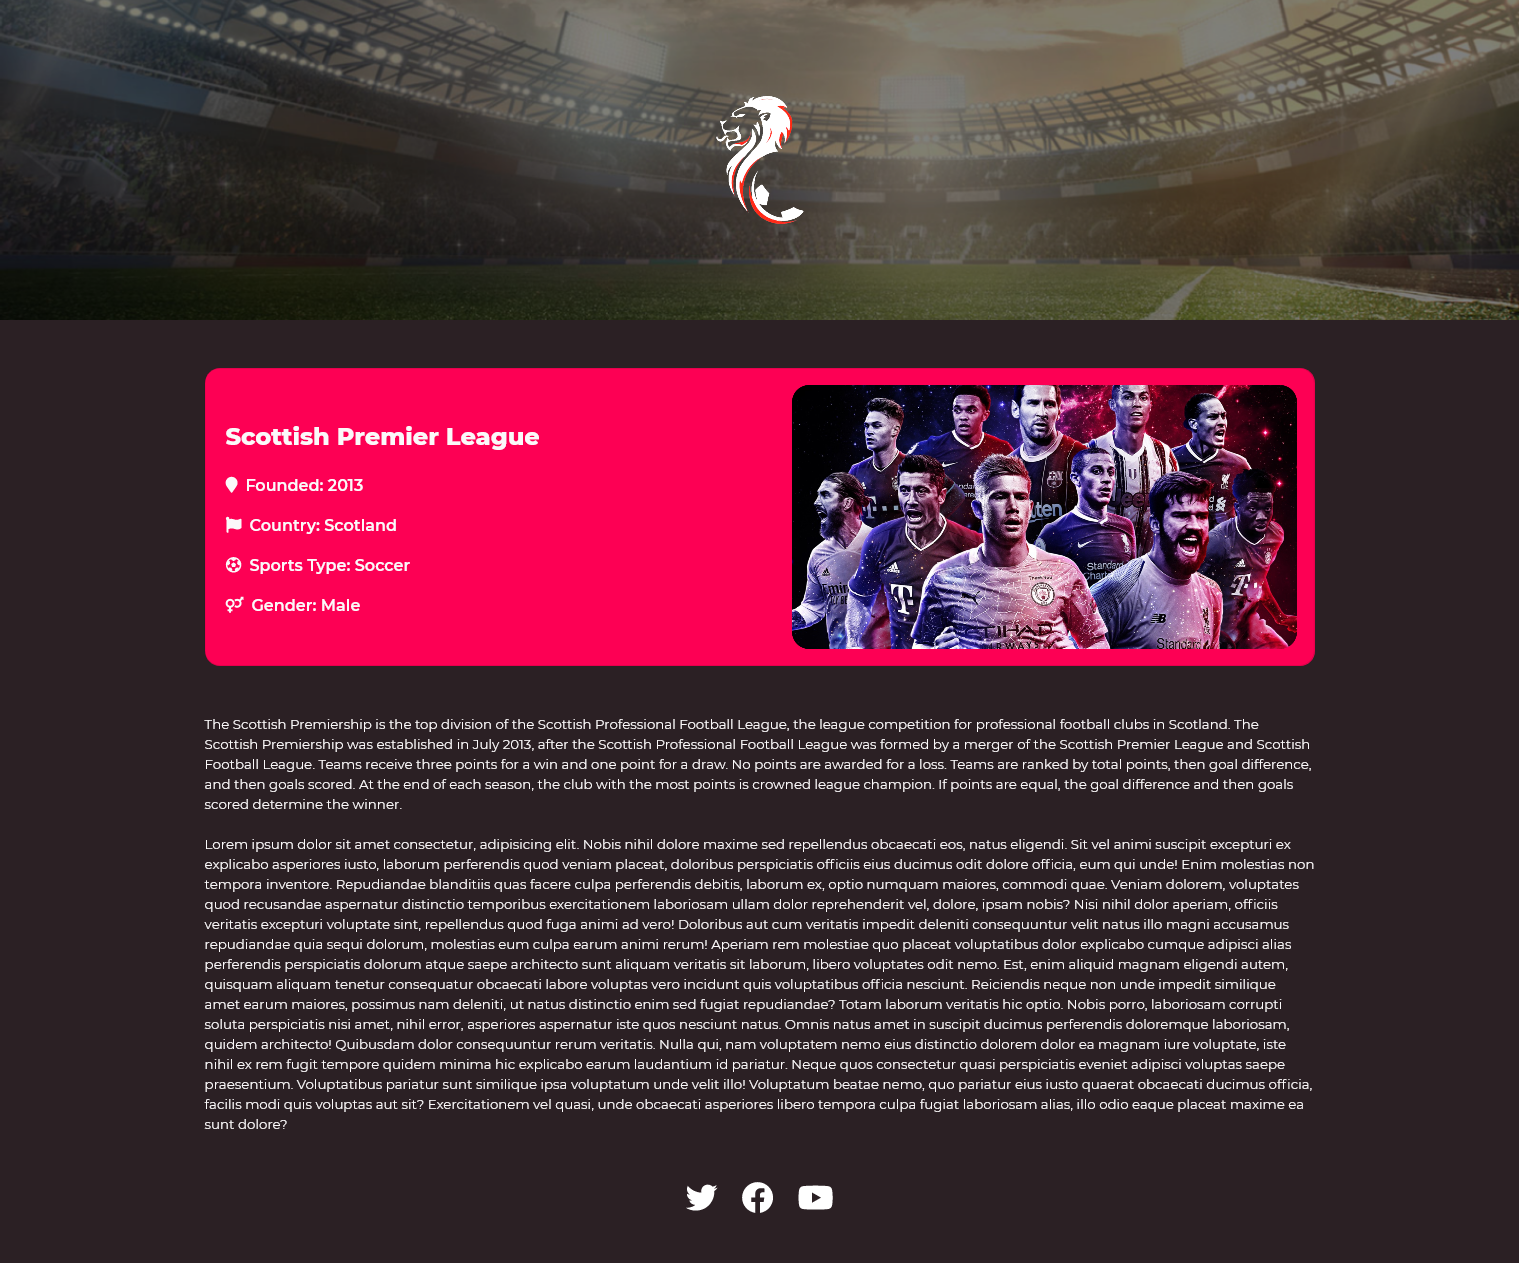 Scottish Premier League
Founded: 2013
Country: Scotland
Sports Type: Soccer
Gender: Male
Standard
ETIHAD
AIRWAYS
Standard
The Scottish Premiership is the top division of the Scottish Professional Football League, the league competition for professional football clubs in Scotland. The
Scottish Premiership was established in July 2013, after the Scottish Professional Football League was formed by a merger of the Scottish Premier League and Scottish
Football League. Teams receive three points for a win and one point for a draw. No points are awarded for a loss. Teams are ranked by total points, then goal difference,
and then goals scored. At the end of each season, the club with the most points is crowned league champion. If points are equal, the goal difference and then goals
scored determine the winner.
Lorem ipsum dolor sit amet consectetur, adipisicing elit. Nobis nihil dolore maxime sed repellendus obcaecati eos, natus eligendi. Sit vel animi suscipit excepturi ex
explicabo asperiores iusto, laborum perferendis quod veniam placeat, doloribus perspiciatis officiis eius ducimus odit dolore officia, eum qui unde! Enim molestias non
tempora inventore. Repudiandae blanditiis quas facere culpa perferendis debitis, laborum ex, optio numquam maiores, commodi quae. Veniam dolorem, voluptates
quod recusandae aspernatur distinctio temporibus exercitationem laboriosam ullam dolor reprehenderit vel, dolore, ipsam nobis? Nisi nihil dolor aperiam, officiis
veritatis excepturi voluptate sint, repellendus quod fuga animi ad vero! Doloribus aut cum veritatis impedit deleniti consequuntur velit natus illo magni accusamus
repudiandae quia sequi dolorum, molestias eum culpa earum animi rerum! Aperiam rem molestiae quo placeat voluptatibus dolor explicabo cumque adipisci alias
perferendis perspiciatis dolorum atque saepe architecto sunt aliquam veritatis sit laborum, libero voluptates odit nemo. Est, enim aliquid magnam eligendi autem,
quisquam aliquam tenetur consequatur obcaecati labore voluptas vero incidunt quis voluptatibus officia nesciunt. Reiciendis neque non unde impedit similique
amet earum maiores, possimus nam deleniti, ut natus distinctio enim sed fugiat repudiandae? Totam laborum veritatis hic optio. Nobis porro, laboriosam corrupti
soluta perspiciatis nisi amet, nihil error, asperiores aspernatur iste quos nesciunt natus. Omnis natus amet in suscipit ducimus perferendis doloremque laboriosam,
quidem architecto! Quibusdam dolor consequuntur rerum veritatis. Nulla qui, nam voluptatem nemo eius distinctio dolorem dolor ea magnam iure voluptate, iste
nihil ex rem fugit tempore quidem minima hic explicabo earum laudantium id pariatur. Neque quos consectetur quasi perspiciatis eveniet adipisci voluptas saepe
praesentium. Voluptatibus pariatur sunt similique ipsa voluptatum unde velit illo! Voluptatum beatae nemo, quo pariatur eius iusto quaerat obcaecati ducimus officia,
facilis modi quis voluptas aut sit? Exercitationem vel quasi, unde obcaecati asperiores libero tempora culpa fugiat laboriosam alias, illo odio eaque placeat maxime ea
sunt dolore?